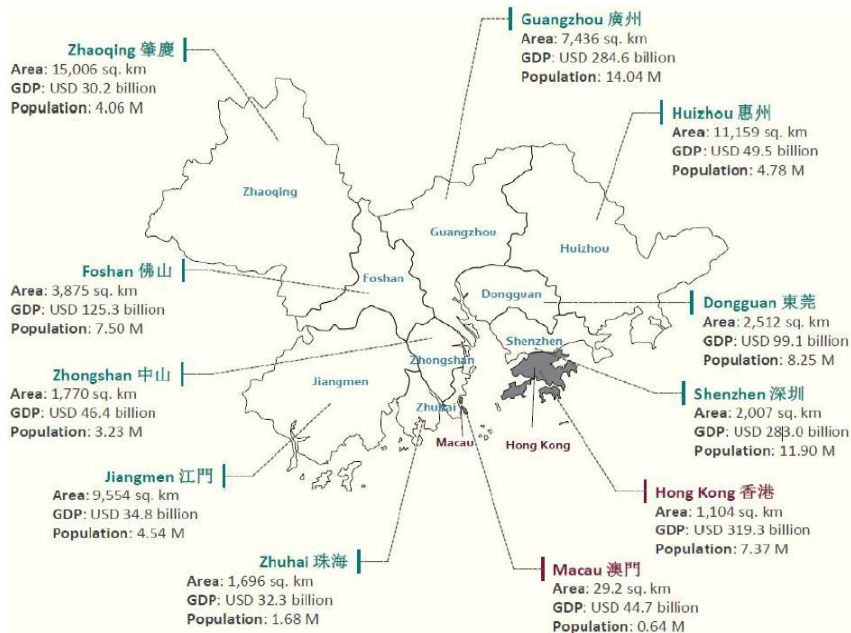 Guangzhou 廣州
Area: 7,436 sq. km
GDP: USD 284.6 billion
Population: 14.04 M
Zhaoqing 肇慶
Area: 15,006 sq. km
GDP: USD 30.2 billion
Population: 4.06 M
Huizhou 惠州
Area: 11,159 sq. km
GDP: USD 49.5 billion
Population: 4.78 M
Zhaoqing
Guangzhou
Huizhou
Foshan 佛山
Area: 3,875 sq. km
GDP: USD 125.3 billion
Population: 7.50 M
Foshan
Dongguan
Dongguan 東莞
Area: 2,512 sq. km
GDP: USD 99.1 billion
Population: 8.25 M
Shenzhen
Zhongshan 中山
Area: 1,770 sq. km
GDP: USD 46.4 billion
Population: 3.23 M
Zhongshan
Jiangmen
Shenzhen 深圳
Area: 2,007 sq. km
GDP: USD 283.0 billion
Population: 11.90 M
Zhuhai
Macau
Hong Kong
Jiangmen 江門
Area: 9,554 sq. km
GDP: USD 34.8 billion
Population: 4.54 M
Hong Kong 香港
Area: 1,104 sq. km
GDP: USD 319.3 billion
Population: 7.37 M
Zhuhai 珠海
Area: 1,696 sq. km
GDP: USD 32.3 billion
Population: 1.68 M
Macau 澳門
Area: 29.2 sq. km
GDP: USD 44.7 billion
Population: 0.64 M